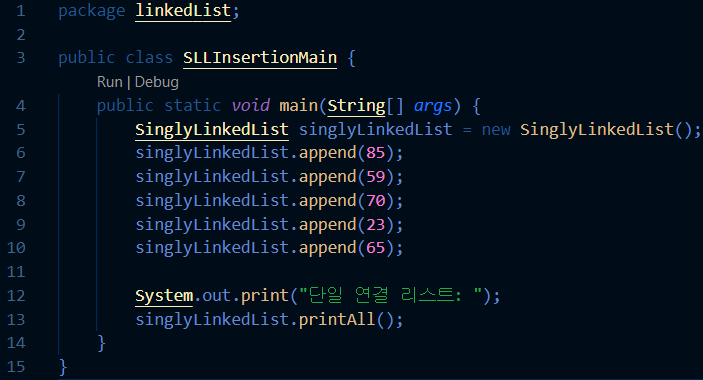 1 package linkedList;
2
3 public class SLLInsertionMain {
Run | Debug
4 public static void main(String[] args) {
5 SinglyLinkedList singlyLinkedList = new SinglyLinkedList();
6 singlyLinkedList.append(85);
7 singlyLinkedList.append(59);
8 singlyLinkedList.append(70);
9 singlyLinkedList.append(23);
10 singlyLinkedList.append(65);
11
12 System.out.print("단일 연결 리스트: ");
13 singlyLinkedList.printAll();
14 }
15 }